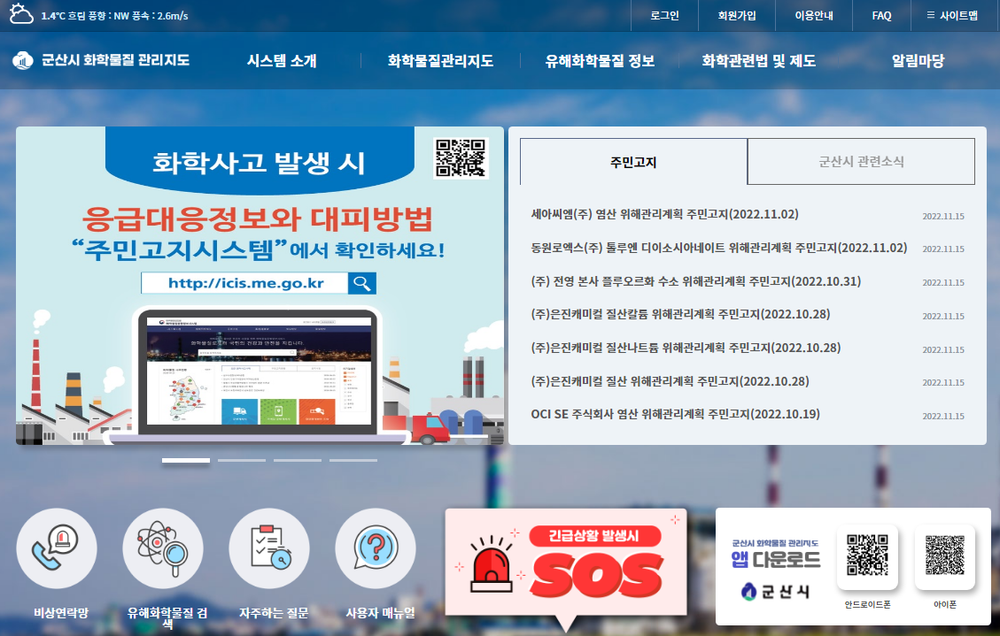 1.4℃ 흐림 풍향 : NW 풍속 : 2.6m/s
로그인
회원가입
이용안내
FAQ
사이트맵
군산시 화학물질 관리지도
시스템 소개
화학물질관리지도
유해화학물질 정보
화학관련법 및 제도
알림마당
화학사고 발생 시
응급대응정보와 대피방법
“주민고지시스템”에서 확인하세요!
http://icis.me.go.kr
주민고지
군산시 관련소식
세아씨엠(주) 염산 위해관리계획 주민고지(2022.11.02) 2022.11.15
동원로엑스(주) 톨루엔 디이소시아네이트 위해관리계획 주민고지(2022.11.02) 2022.11.15
(주) 전영 본사 플루오르화 수소 위해관리계획 주민고지(2022.10.31) 2022.11.15
(주)은진캐미컬 질산칼륨 위해관리계획 주민고지(2022.10.28) 2022.11.15
(주)은진캐미컬 질산나트륨 위해관리계획 주민고지(2022.10.28) 2022.11.15
(주)은진캐미컬 질산 위해관리계획 주민고지(2022.10.28) 2022.11.15
OCI SE 주식회사 염산 위해관리계획 주민고지(2022.10.19) 2022.11.15
비상연락망
유해화학물질 검
색
자주하는 질문
사용자 매뉴얼
긴급상황 발생시
SOS
군산시 화학물질 관리지도
앱 다운로드
군산시
안드로이드폰
아이폰